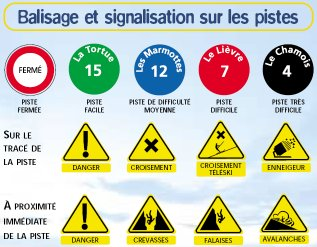 Balisage et signalisation sur les pistes
FERMÉ
La Tortue
15
Les Marmottes
12
Le Lièvre
7
Le Chamois
4
PISTE FERMÉE
PISTE FACILE
PISTE DE DIFFICULTÉ MOYENNE
PISTE DIFFICILE
PISTE TRÈS DIFFICILE
SUR LE TRACÉ DE LA PISTE
DANGER
CROISEMENT
CROISEMENT TÉLÉSKI
ENNEIGEUR
A PROXIMITÉ IMMÉDIATE DE LA PISTE
DANGER
CREVASSES
FALAISES
AVALANCHES